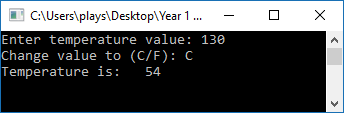 C:\Users\plays\Desktop\Year 1 ...
Enter temperature value: 130
Change value to (C/F): C
Temperature is:   54